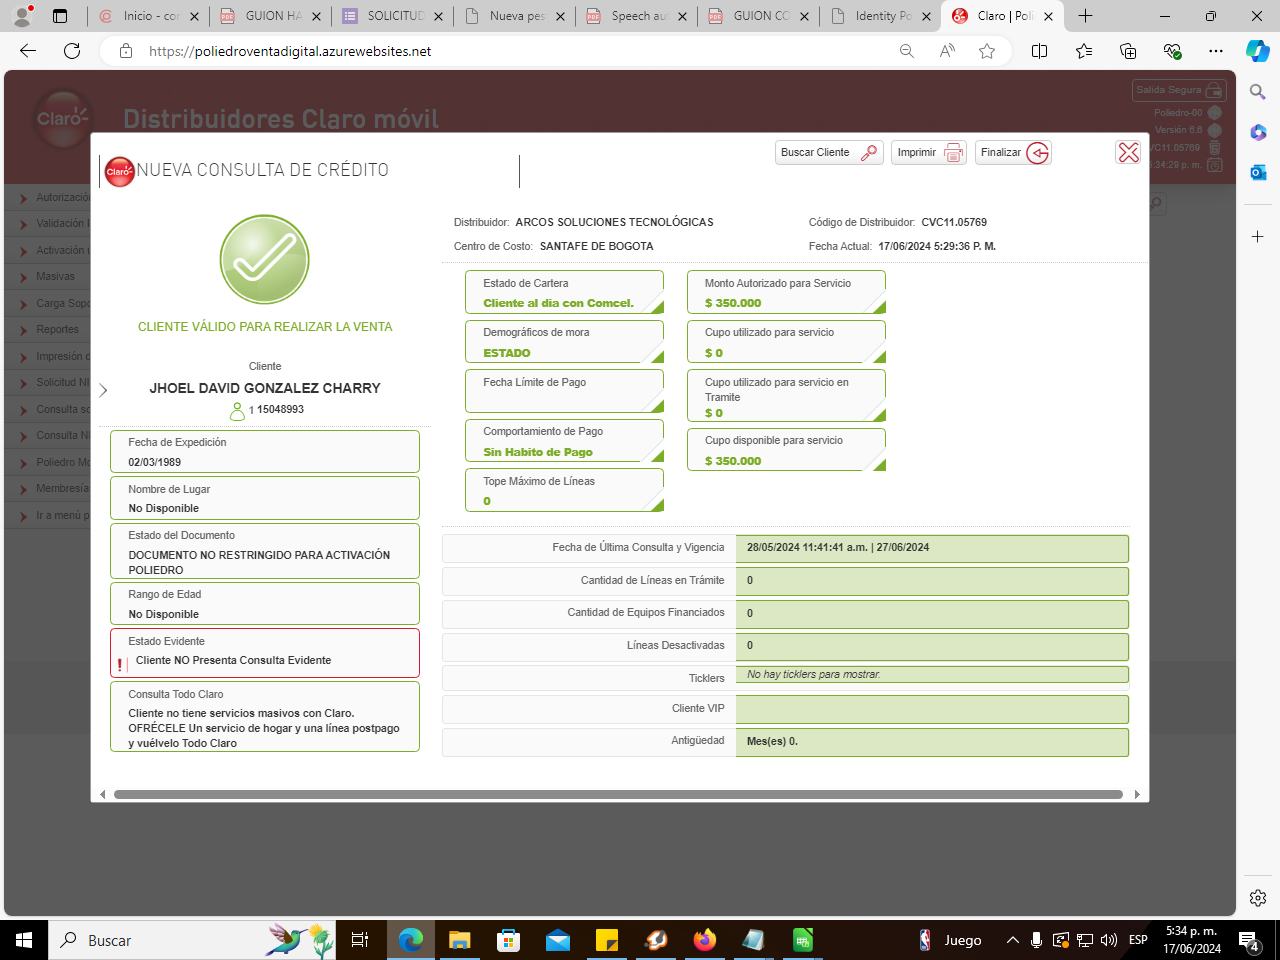 Inicio - con
GUION HA
SOLICITUD
Nueva pes
Speech au
GUION CO
Identity Po
Claro | Poli
https://poliedroventadigital.azurewebsites.net
Claro
Distribuidores Claro móvil
Salida Segura
Poliedro-00
Versión 6.6
VC11.05769
:34:29 p. m.
Autorización
Validación I
Activación
Masivas
Carga Sopo
Reportes
Impresión d
Solicitud NI
Consulta so
Consulta NI
Poliedro Mo
Membresía
Ir a menú p
Claro
NUEVA CONSULTA DE CRÉDITO
Buscar Cliente
Imprimir
Finalizar
CLIENTE VÁLIDO PARA REALIZAR LA VENTA
Cliente
JHOEL DAVID GONZALEZ CHARRY
1 15048993
Fecha de Expedición
02/03/1989
Nombre de Lugar
No Disponible
Estado del Documento
DOCUMENTO NO RESTRINGIDO PARA ACTIVACIÓN
POLIEDRO
Rango de Edad
No Disponible
Estado Evidente
! Cliente NO Presenta Consulta Evidente
Consulta Todo Claro
Cliente no tiene servicios masivos con Claro.
OFRÉCELE Un servicio de hogar y una línea postpago
y vuélvelo Todo Claro
Distribuidor: ARCOS SOLUCIONES TECNOLÓGICAS
Código de Distribuidor: CVC11.05769
Centro de Costo: SANTAFE DE BOGOTA
Fecha Actual: 17/06/2024 5:29:36 P. M.
Estado de Cartera
Cliente al dia con Comcel.
Demográficos de mora
ESTADO
Fecha Límite de Pago
Comportamiento de Pago
Sin Habito de Pago
Tope Máximo de Líneas
0
Monto Autorizado para Servicio
$ 350.000
Cupo utilizado para servicio
$ 0
Cupo utilizado para servicio en
Tramite
$ 0
Cupo disponible para servicio
$ 350.000
Fecha de Última Consulta y Vigencia 28/05/2024 11:41:41 a.m. | 27/06/2024
Cantidad de Líneas en Trámite 0
Cantidad de Equipos Financiados 0
Líneas Desactivadas 0
Ticklers No hay ticklers para mostrar.
Cliente VIP
Antigüedad Mes(es) 0.
Buscar
Juego
ESP
5:34 p. m.
17/06/2024
4